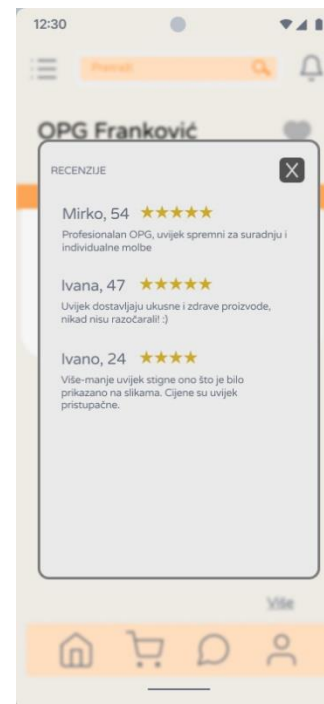 12:30
Pretraži
OPG Franković
RECENZIJE
X
Mirko, 54 ★★★★★
Profesionalan OPG, uvijek spremni za suradnju i
individualne molbe
Ivana, 47 ★★★★★
Uvijek dostavljaju ukusne i zdrave proizvode,
nikad nisu razočarali! :)
Ivano, 24 ★★★★
Više-manje uvijek stigne ono što je bilo
prikazano na slikama. Cijene su uvijek
pristupačne.
Više